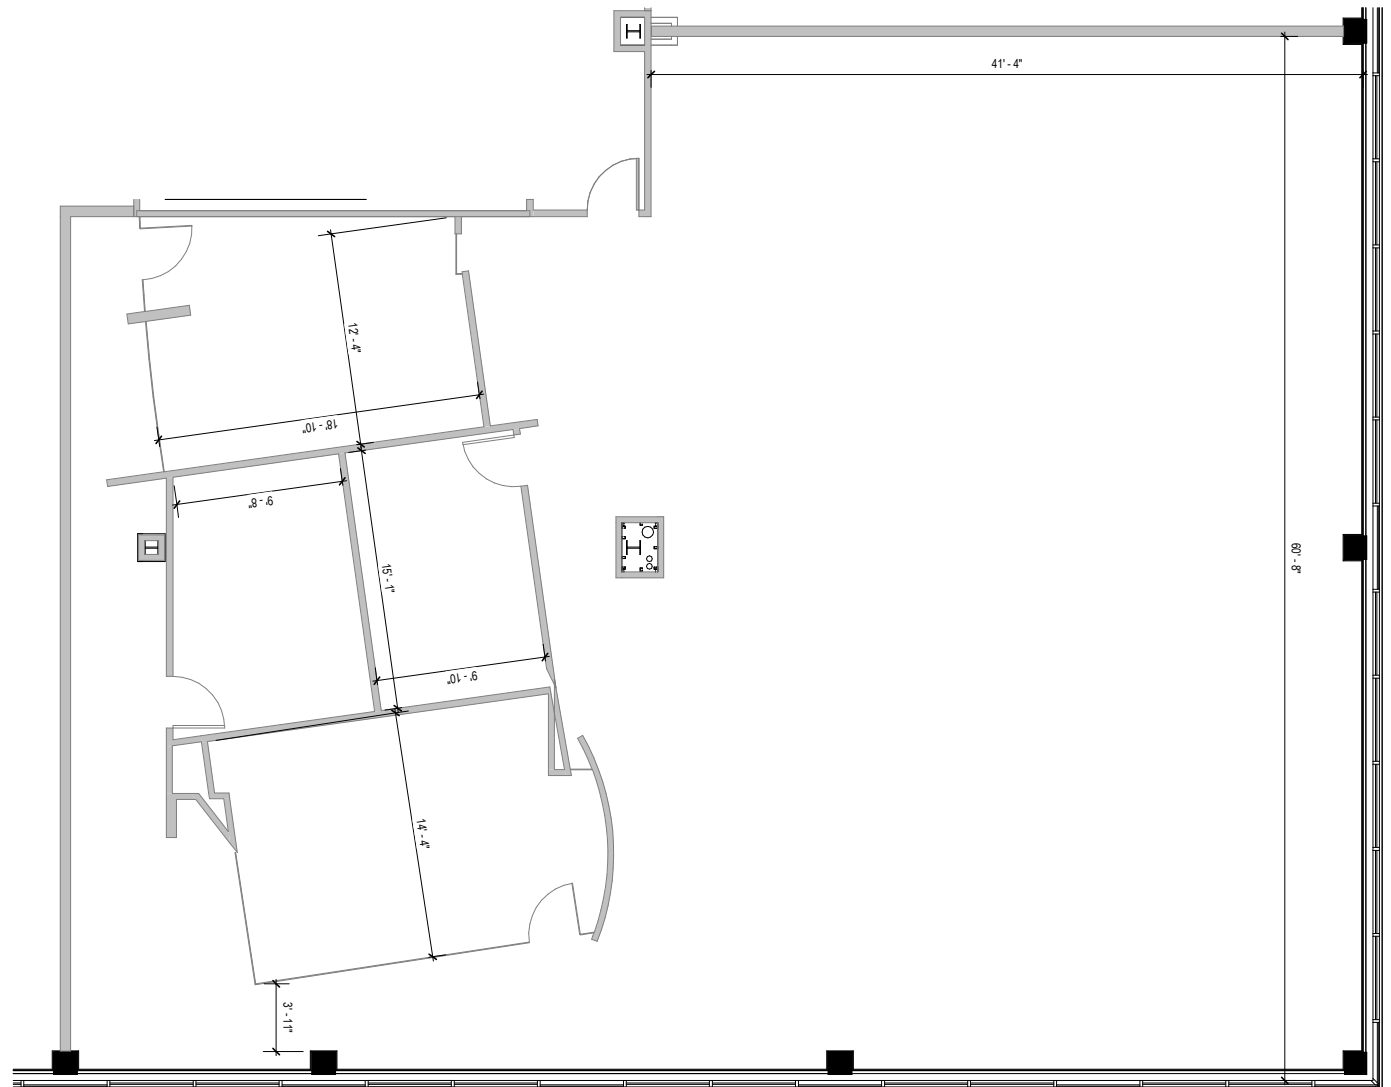 41' - 4"
12' - 4"
18' - 10"
9' - 8"
15' - 1"
60' - 8"
9' - 10"
14' - 4"
3' - 11"